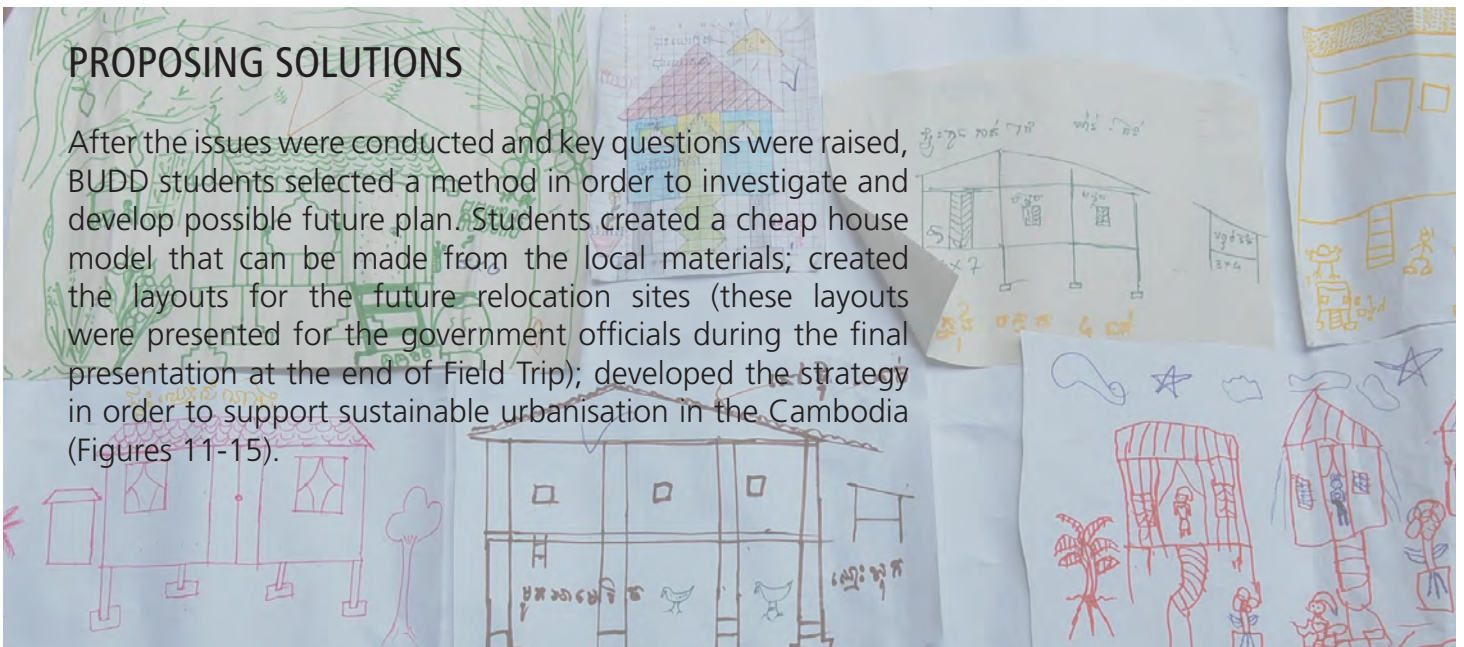 PROPOSING SOLUTIONS
After the issues were conducted and key questions were raised,
BUDD students selected a method in order to investigate and
develop possible future plan. Students created a cheap house
model that can be made from the local materials; created
the layouts for the future relocation sites (these layouts
were presented for the government officials during the final
presentation at the end of Field Trip); developed the strategy
in order to support sustainable urbanisation in the Cambodia
(Figures 11-15).
3×4